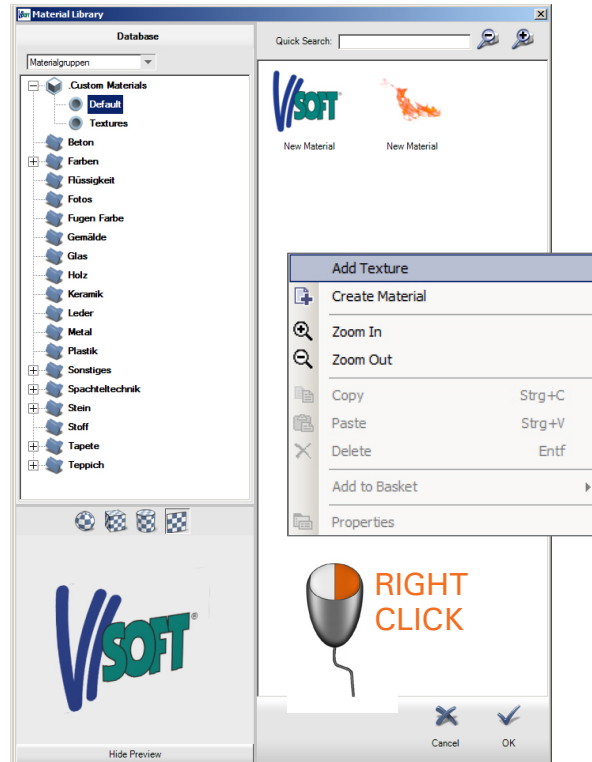 Material Library
Database
Quick Search:
Materialgruppen
.Custom Materials
Default
Textures
Beton
Farben
Flüssigkeit
Fotos
Fugen Farbe
Gemälde
Glas
Holz
Keramik
Leder
Metal
Plastik
Sonstiges
Spachteltechnik
Stein
Stoff
Tapete
Teppich
ViSOFT
New Material
New Material
Add Texture
Create Material
Zoom In
Zoom Out
Copy Strg+C
Paste Strg+V
Delete Entf
Add to Basket
Properties
RIGHT
CLICK
ViSOFT®
Hide Preview
Cancel
OK